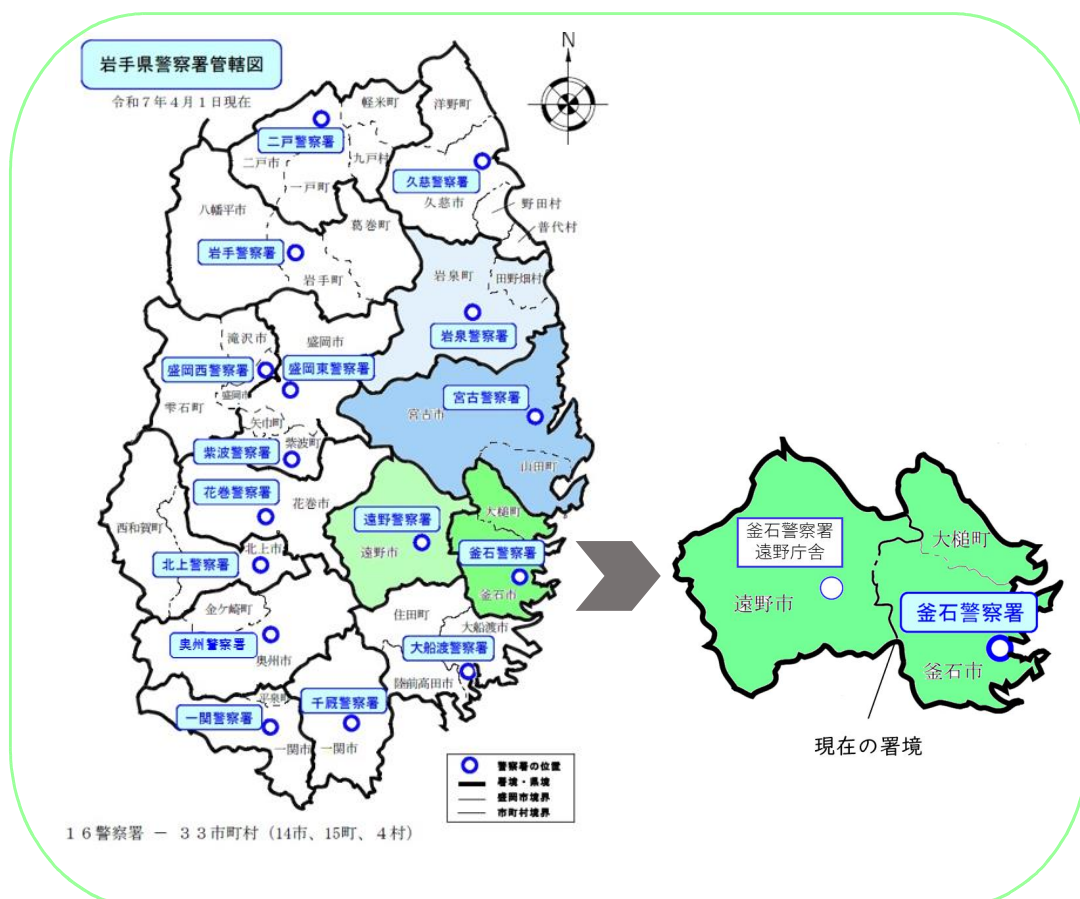 岩手県警察署管轄図
令和7年4月1日現在
N
軽米町
洋野町
二戸警察署
二戸市
九戸村
一戸町
久慈警察署
久慈市
野田村
普代村
八幡平市
葛巻町
岩手警察署
岩手町
岩泉町
田野畑村
岩泉警察署
滝沢市
盛岡市
盛岡西警察署
盛岡東警察署
盛岡市
雫石町
矢巾町
紫波町
紫波警察署
宮古警察署
宮古市
山田町
花巻警察署
花巻市
西和賀町
北上市
北上警察署
遠野警察署
遠野市
大槌町
釜石警察署
釜石市
金ケ崎町
奥州警察署
奥州市
住田町
大船渡市
大船渡警察署
陸前高田市
平泉町
一関警察署
一関市
千厩警察署
一関市
警察署の位置
署境・県境
盛岡市境界
市町村境界
16警察署 － 33市町村(14市、15町、4村)
釜石警察署
遠野庁舎
遠野市
大槌町
釜石警察署
釜石市
現在の署境